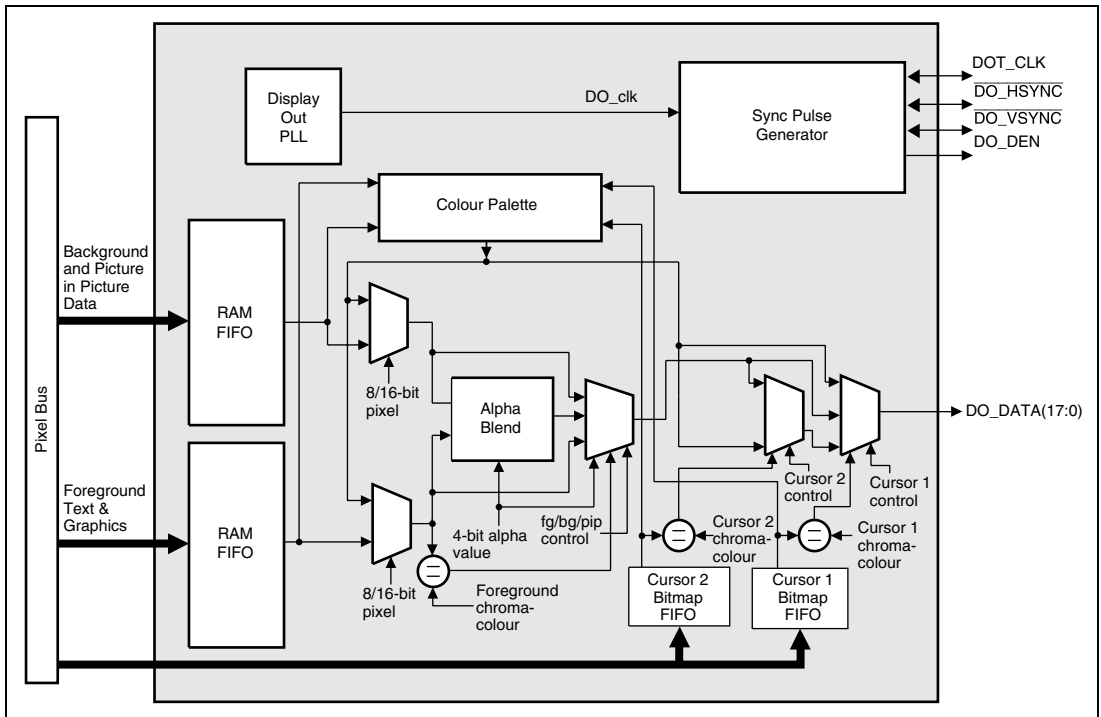 DOT_CLK
DO_HSYNC
DO_VSYNC
DO_DEN
Display
Out
PLL
DO_clk
Sync Pulse
Generator
Colour Palette
Pixel Bus
Background
and Picture
in Picture
Data
RAM
FIFO
8/16-bit
pixel
Alpha
Blend
DO_DATA(17:0)
Foreground
Text &
Graphics
RAM
FIFO
8/16-bit
pixel
4-bit alpha
value
fg/bg/pip
control
Foreground
chroma-
colour
Cursor 2
control
Cursor 1
control
=
=
=
Cursor 2
chroma-
colour
Cursor 1
chroma-
colour
Cursor 2
Bitmap
FIFO
Cursor 1
Bitmap
FIFO